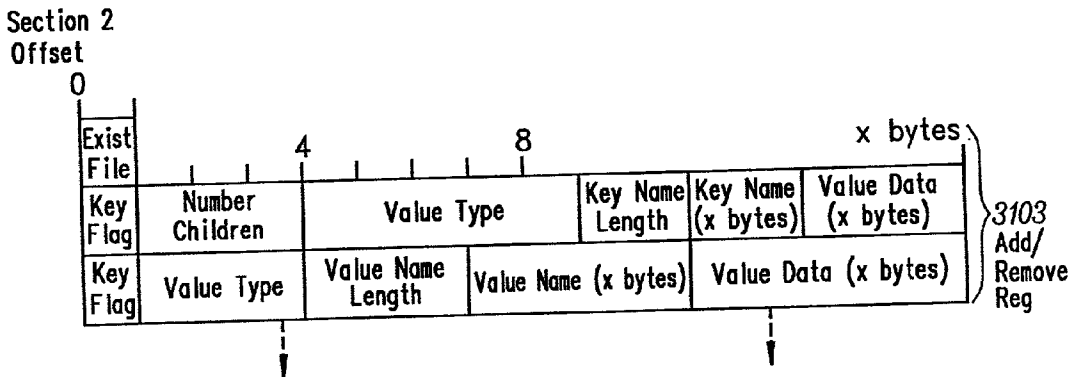 Section 2
Offset
0
Exist
File
4
8
x bytes
Key
Flag
Number
Children
Value Type
Key Name
Length
Key Name
(x bytes)
Value Data
(x bytes)
3103
Add/
Remove
Reg
Key
Flag
Value Type
Value Name
Length
Value Name (x bytes)
Value Data (x bytes)